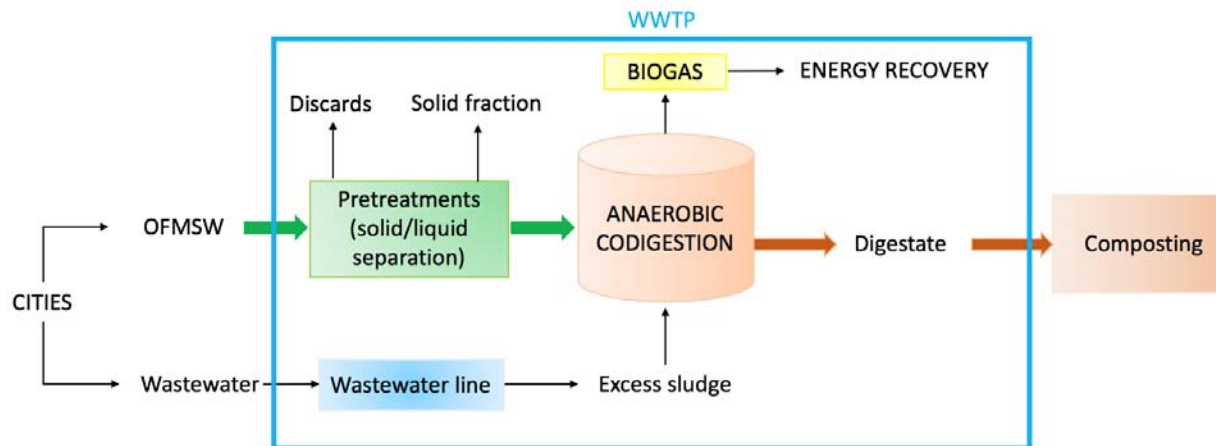 WWTP
BIOGAS
ENERGY RECOVERY
Discards
Solid fraction
Pretreatments
(solid/liquid
separation)
OFMSW
ANAEROBIC
CODIGESTION
Digestate
Composting
CITIES
Wastewater
Wastewater line
Excess sludge